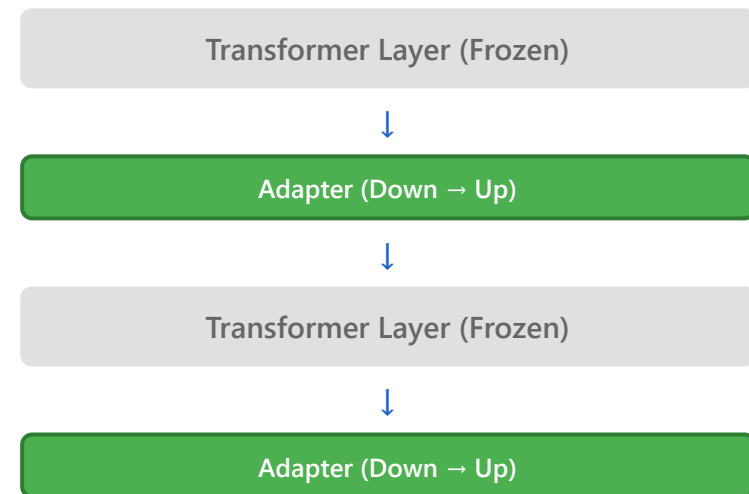 Transformer Layer (Frozen)
↓
Adapter (Down → Up)
↓
Transformer Layer (Frozen)
↓
Adapter (Down → Up)